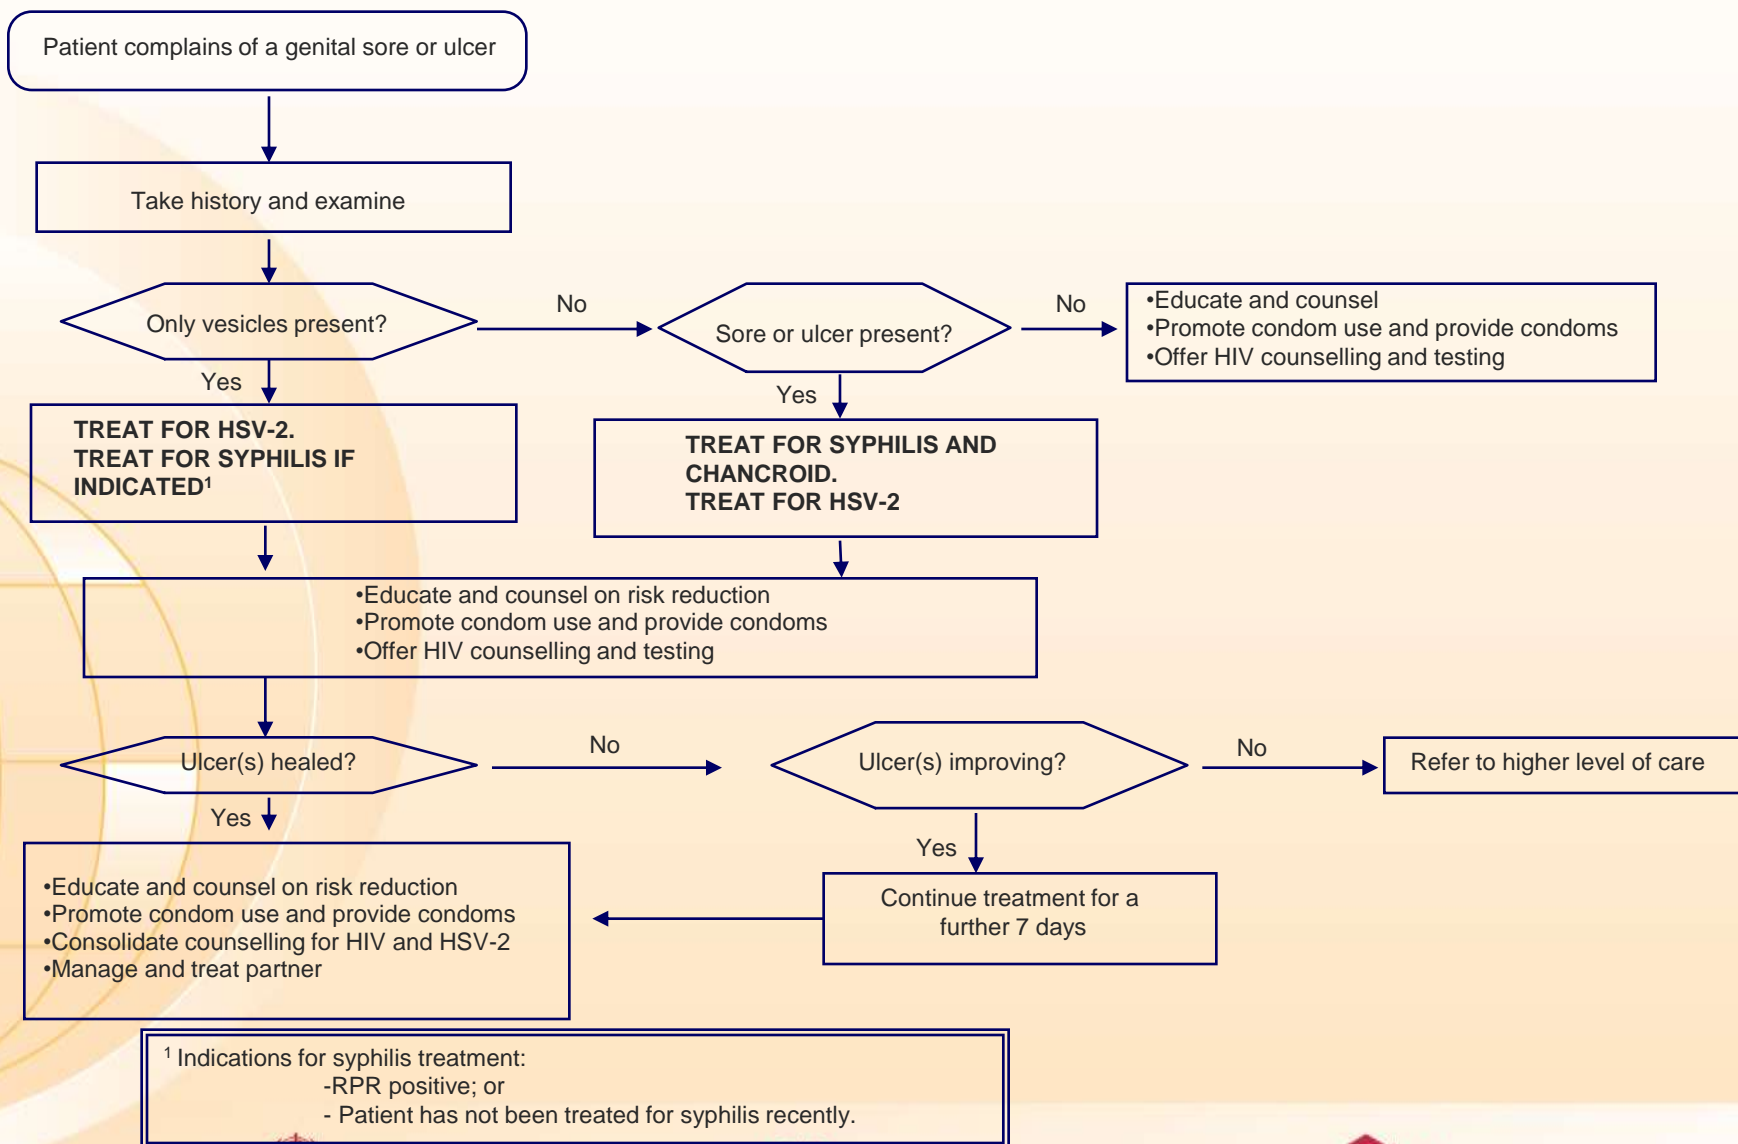 Patient complains of a genital sore or ulcer
Take history and examine
Only vesicles present?
No
Sore or ulcer present?
No
•Educate and counsel
•Promote condom use and provide condoms
•Offer HIV counselling and testing
Yes
Yes
TREAT FOR HSV-2.
TREAT FOR SYPHILIS IF
INDICATED¹
TREAT FOR SYPHILIS AND
CHANCROID.
TREAT FOR HSV-2
•Educate and counsel on risk reduction
•Promote condom use and provide condoms
•Offer HIV counselling and testing
Ulcer(s) healed?
No
Ulcer(s) improving?
No
Refer to higher level of care
Yes
Yes
•Educate and counsel on risk reduction
•Promote condom use and provide condoms
•Consolidate counselling for HIV and HSV-2
•Manage and treat partner
Continue treatment for a
further 7 days
¹ Indications for syphilis treatment:
-RPR positive; or
- Patient has not been treated for syphilis recently.